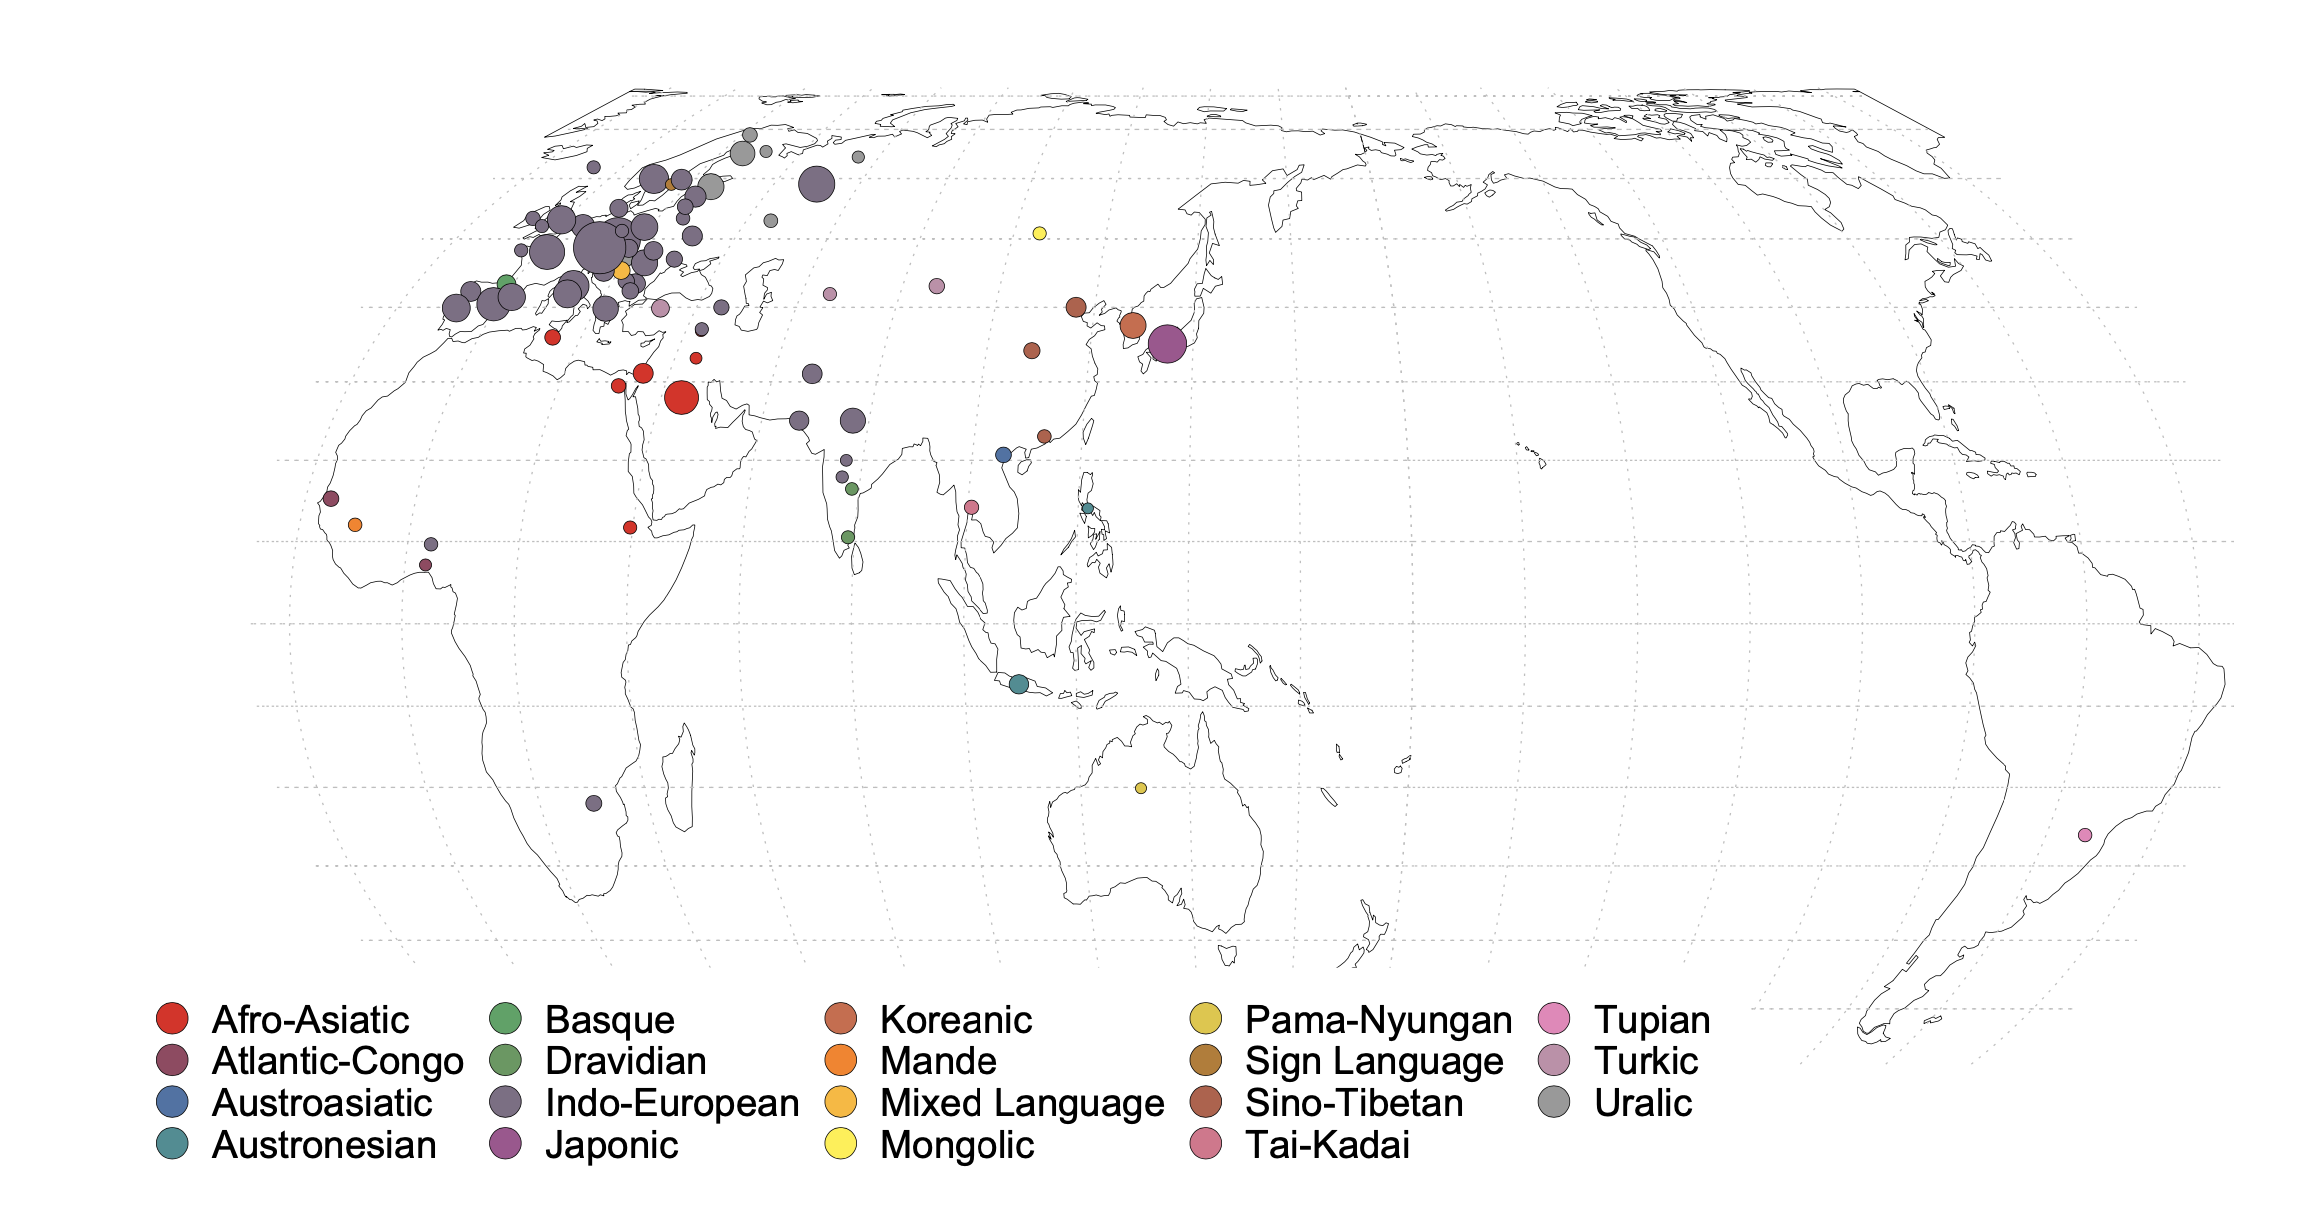 Afro-Asiatic
Atlantic-Congo
Austroasiatic
Austronesian
Basque
Dravidian
Indo-European
Japonic
Koreanic
Mande
Mixed Language
Mongolic
Pama-Nyungan
Sign Language
Sino-Tibetan
Tai-Kadai
Tupian
Turkic
Uralic